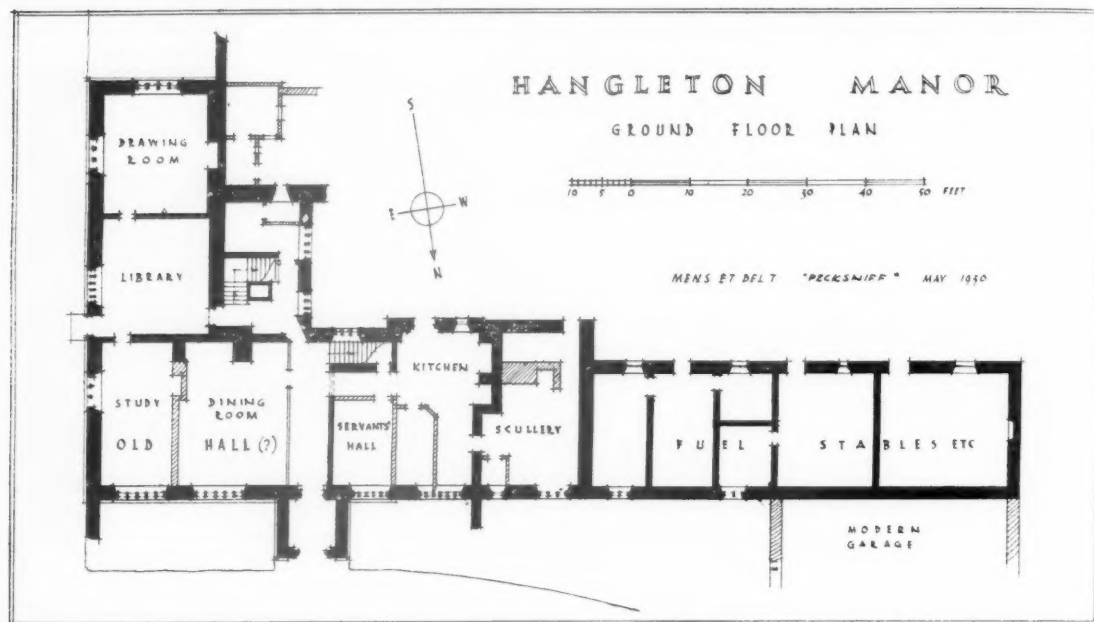 HANGLETON MANOR
GROUND FLOOR PLAN
S
E W
N
10 5 0 10 20 30 40 50 FEET
MENS ET DELT "PECKSNIFF" MAY 1930
DRAWING
ROOM
LIBRARY
STUDY
OLD
DINING
ROOM
HALL (?)
SERVANTS'
HALL
KITCHEN
SCULLERY
FUEL
STABLES ETC
MODERN
GARAGE